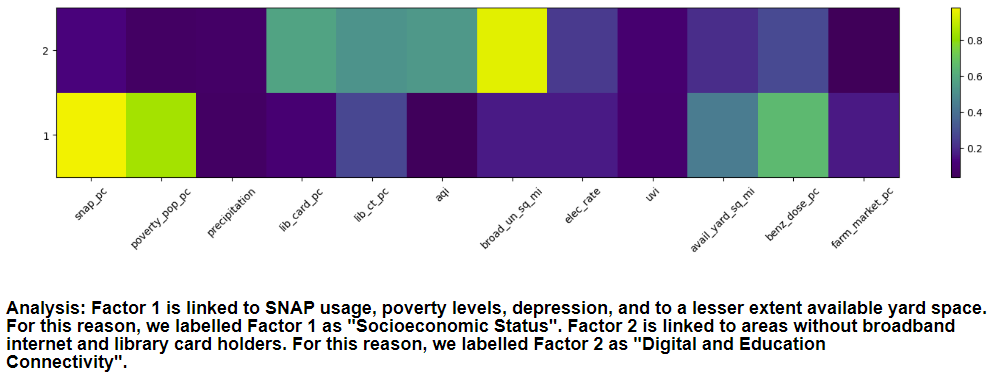 2
1
0.8
0.6
0.4
0.2
snap_pc
poverty_pop_pc
precipitation
lib_card_pc
lib_ct_pc
aqi
broad_un_sq_mi
elec_rate
uvi
avail_yard_sq_mi
benz_dose_pc
farm_market_pc
Analysis: Factor 1 is linked to SNAP usage, poverty levels, depression, and to a lesser extent available yard space.
For this reason, we labelled Factor 1 as "Socioeconomic Status". Factor 2 is linked to areas without broadband
internet and library card holders. For this reason, we labelled Factor 2 as "Digital and Education
Connectivity".